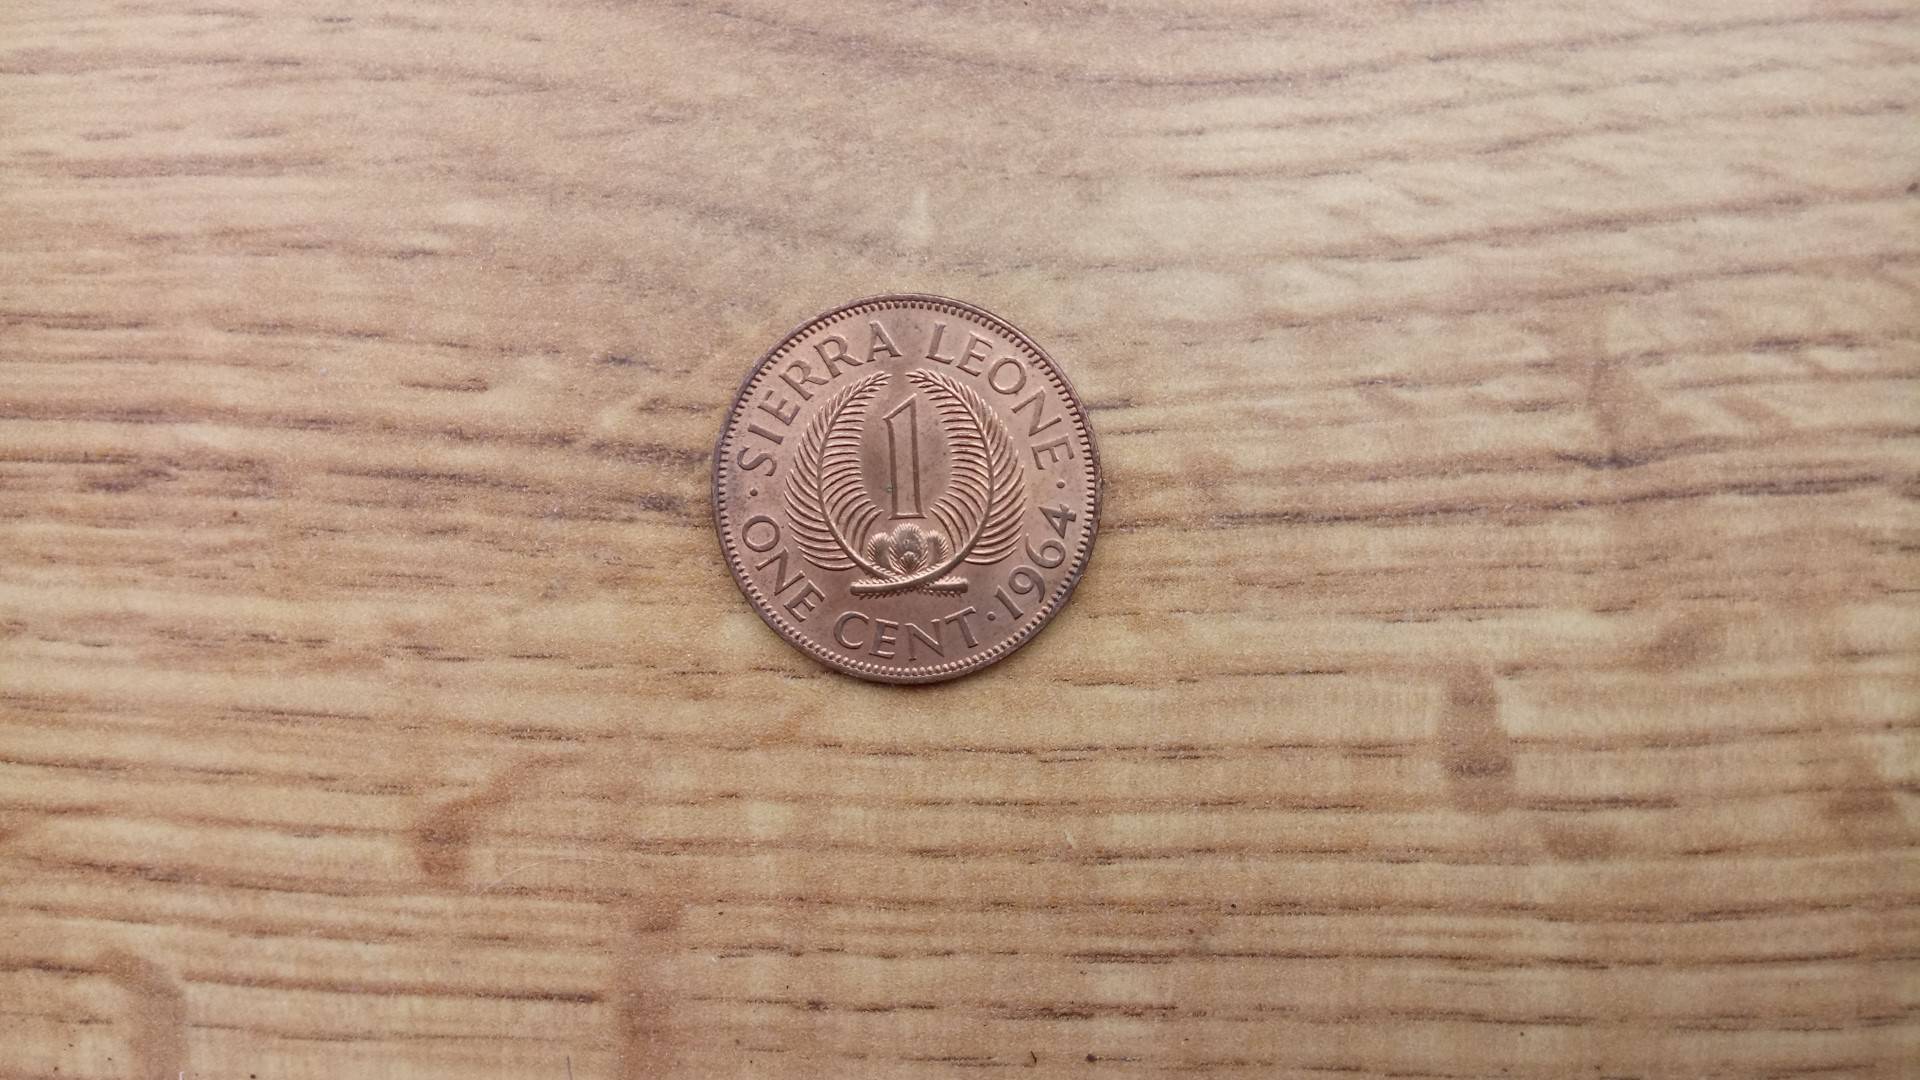 SIERRA LEONE
1
ONE CENT · 1964